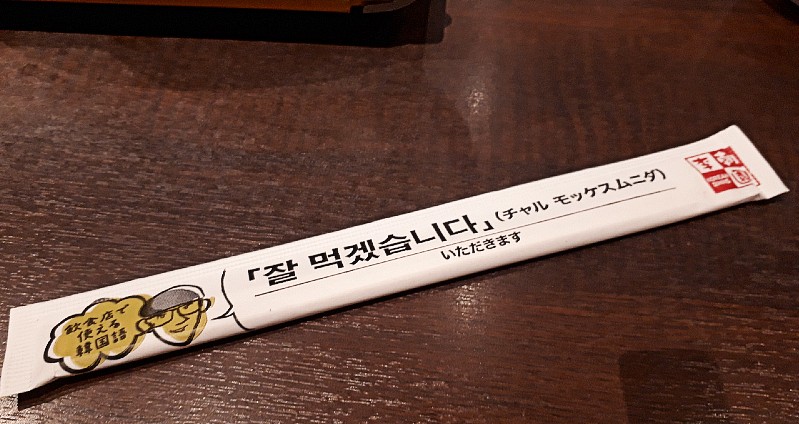 飲食店で
使える
韓国語
「잘 먹겠습니다」(チャル モッケスムニダ)
いただきます